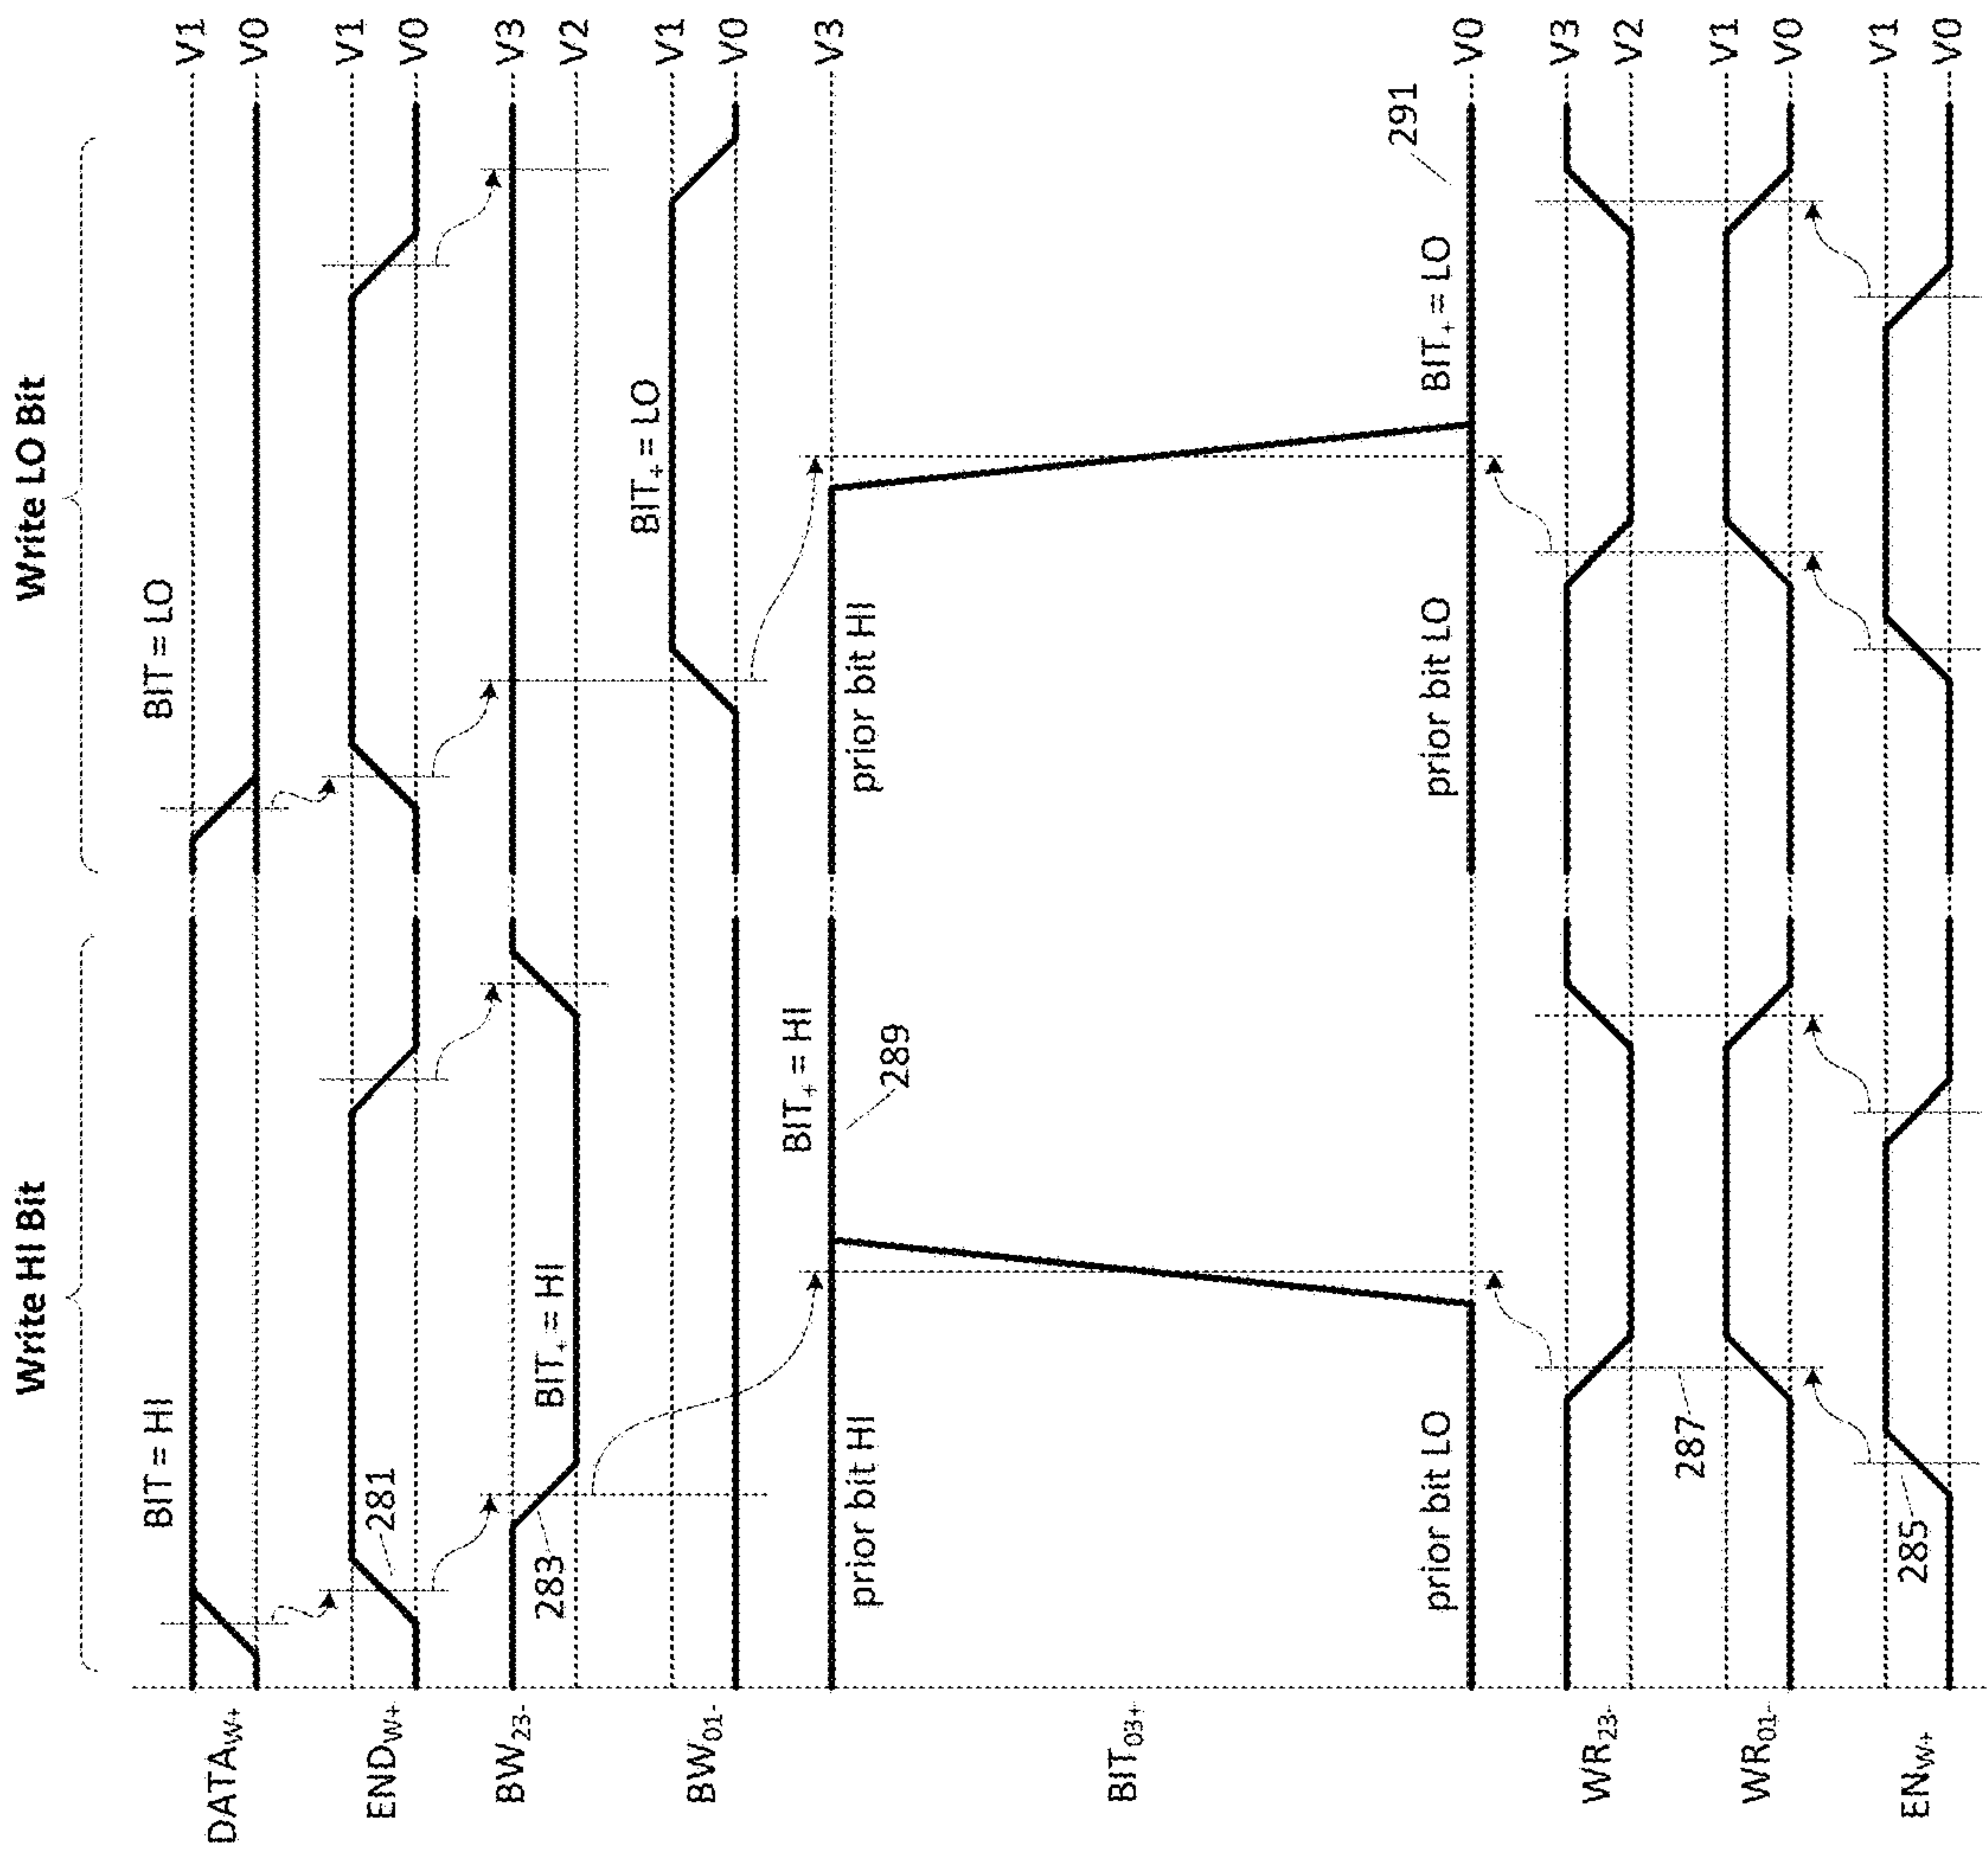 Write HI Bit
Write LO Bit
BIT = HI
BIT = LO
DATAW+
V1
V0
281
ENDW+
V1
V0
283
BIT+ = HI
BW23-
V3
V2
BIT+ = LO
BW01-
V1
V0
BIT+ = HI
V3
prior bit HI
289
prior bit HI
BIT03+
prior bit LO
prior bit LO
BIT+ = LO
291
V0
WR23-
V3
V2
287
WR01-
V1
V0
285
ENW+
V1
V0